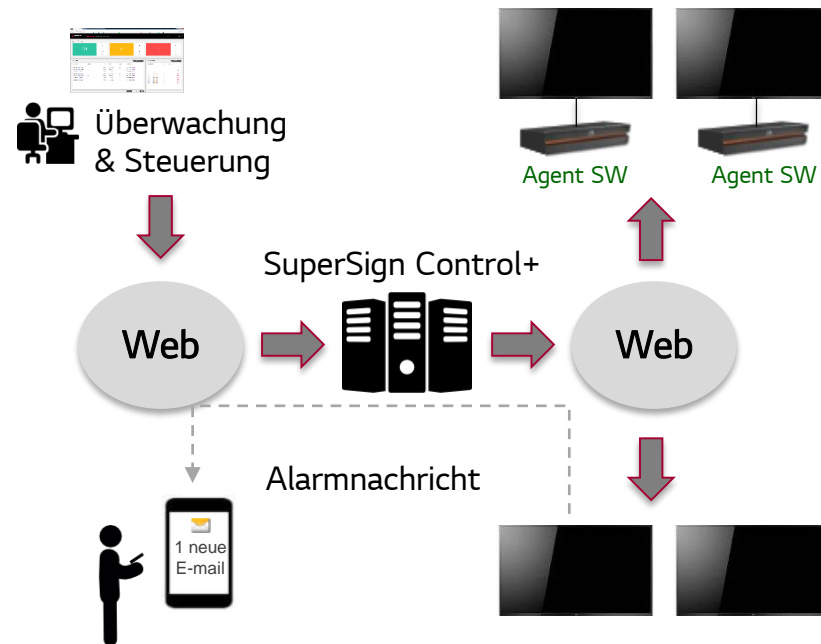 Überwachung
& Steuerung
Agent SW
Agent SW
SuperSign Control+
Web
Web
Alarmnachricht
1 neue
E-mail